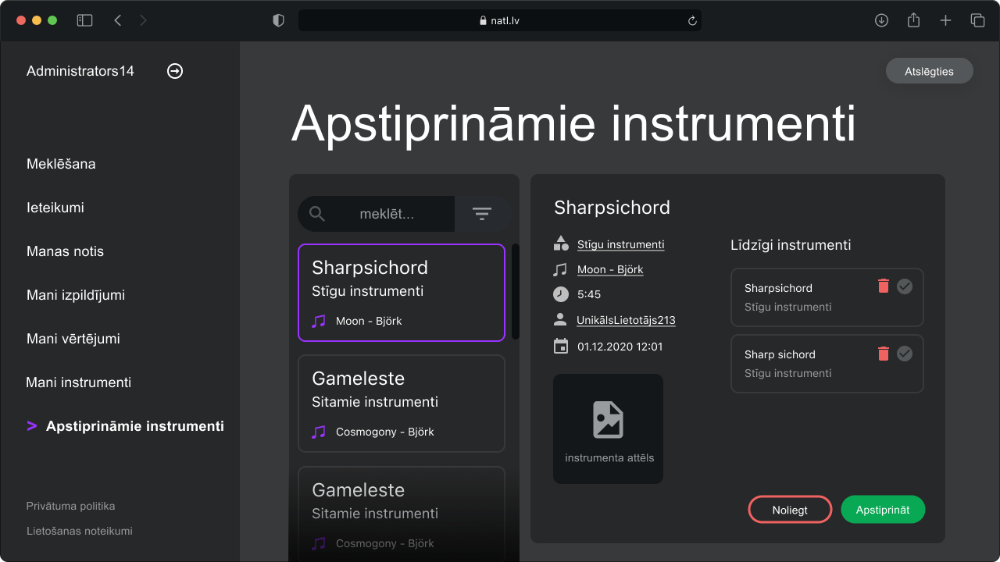 natl.lv
Administrators14
Atslēgties
Meklēšana
Ieteikumi
Manas notis
Mani izpildījumi
Mani vērtējumi
Mani instrumenti
> Apstiprināmie instrumenti
Privātuma politika
Lietošanas noteikumi
Apstiprināmie instrumenti
meklēt...
Sharpsichord
Stīgu instrumenti
Moon - Björk
Gameleste
Sitamie instrumenti
Cosmogony - Björk
Gameleste
Sitamie instrumenti
Cosmogony - Björk
Sharpsichord
Stīgu instrumenti
Moon - Björk
5:45
UnikālsLietotājs213
01.12.2020 12:01
instrumenta attēls
Līdzīgi instrumenti
Sharpsichord
Stīgu instrumenti
Sharp sichord
Stīgu instrumenti
Noliegt
Apstiprināt